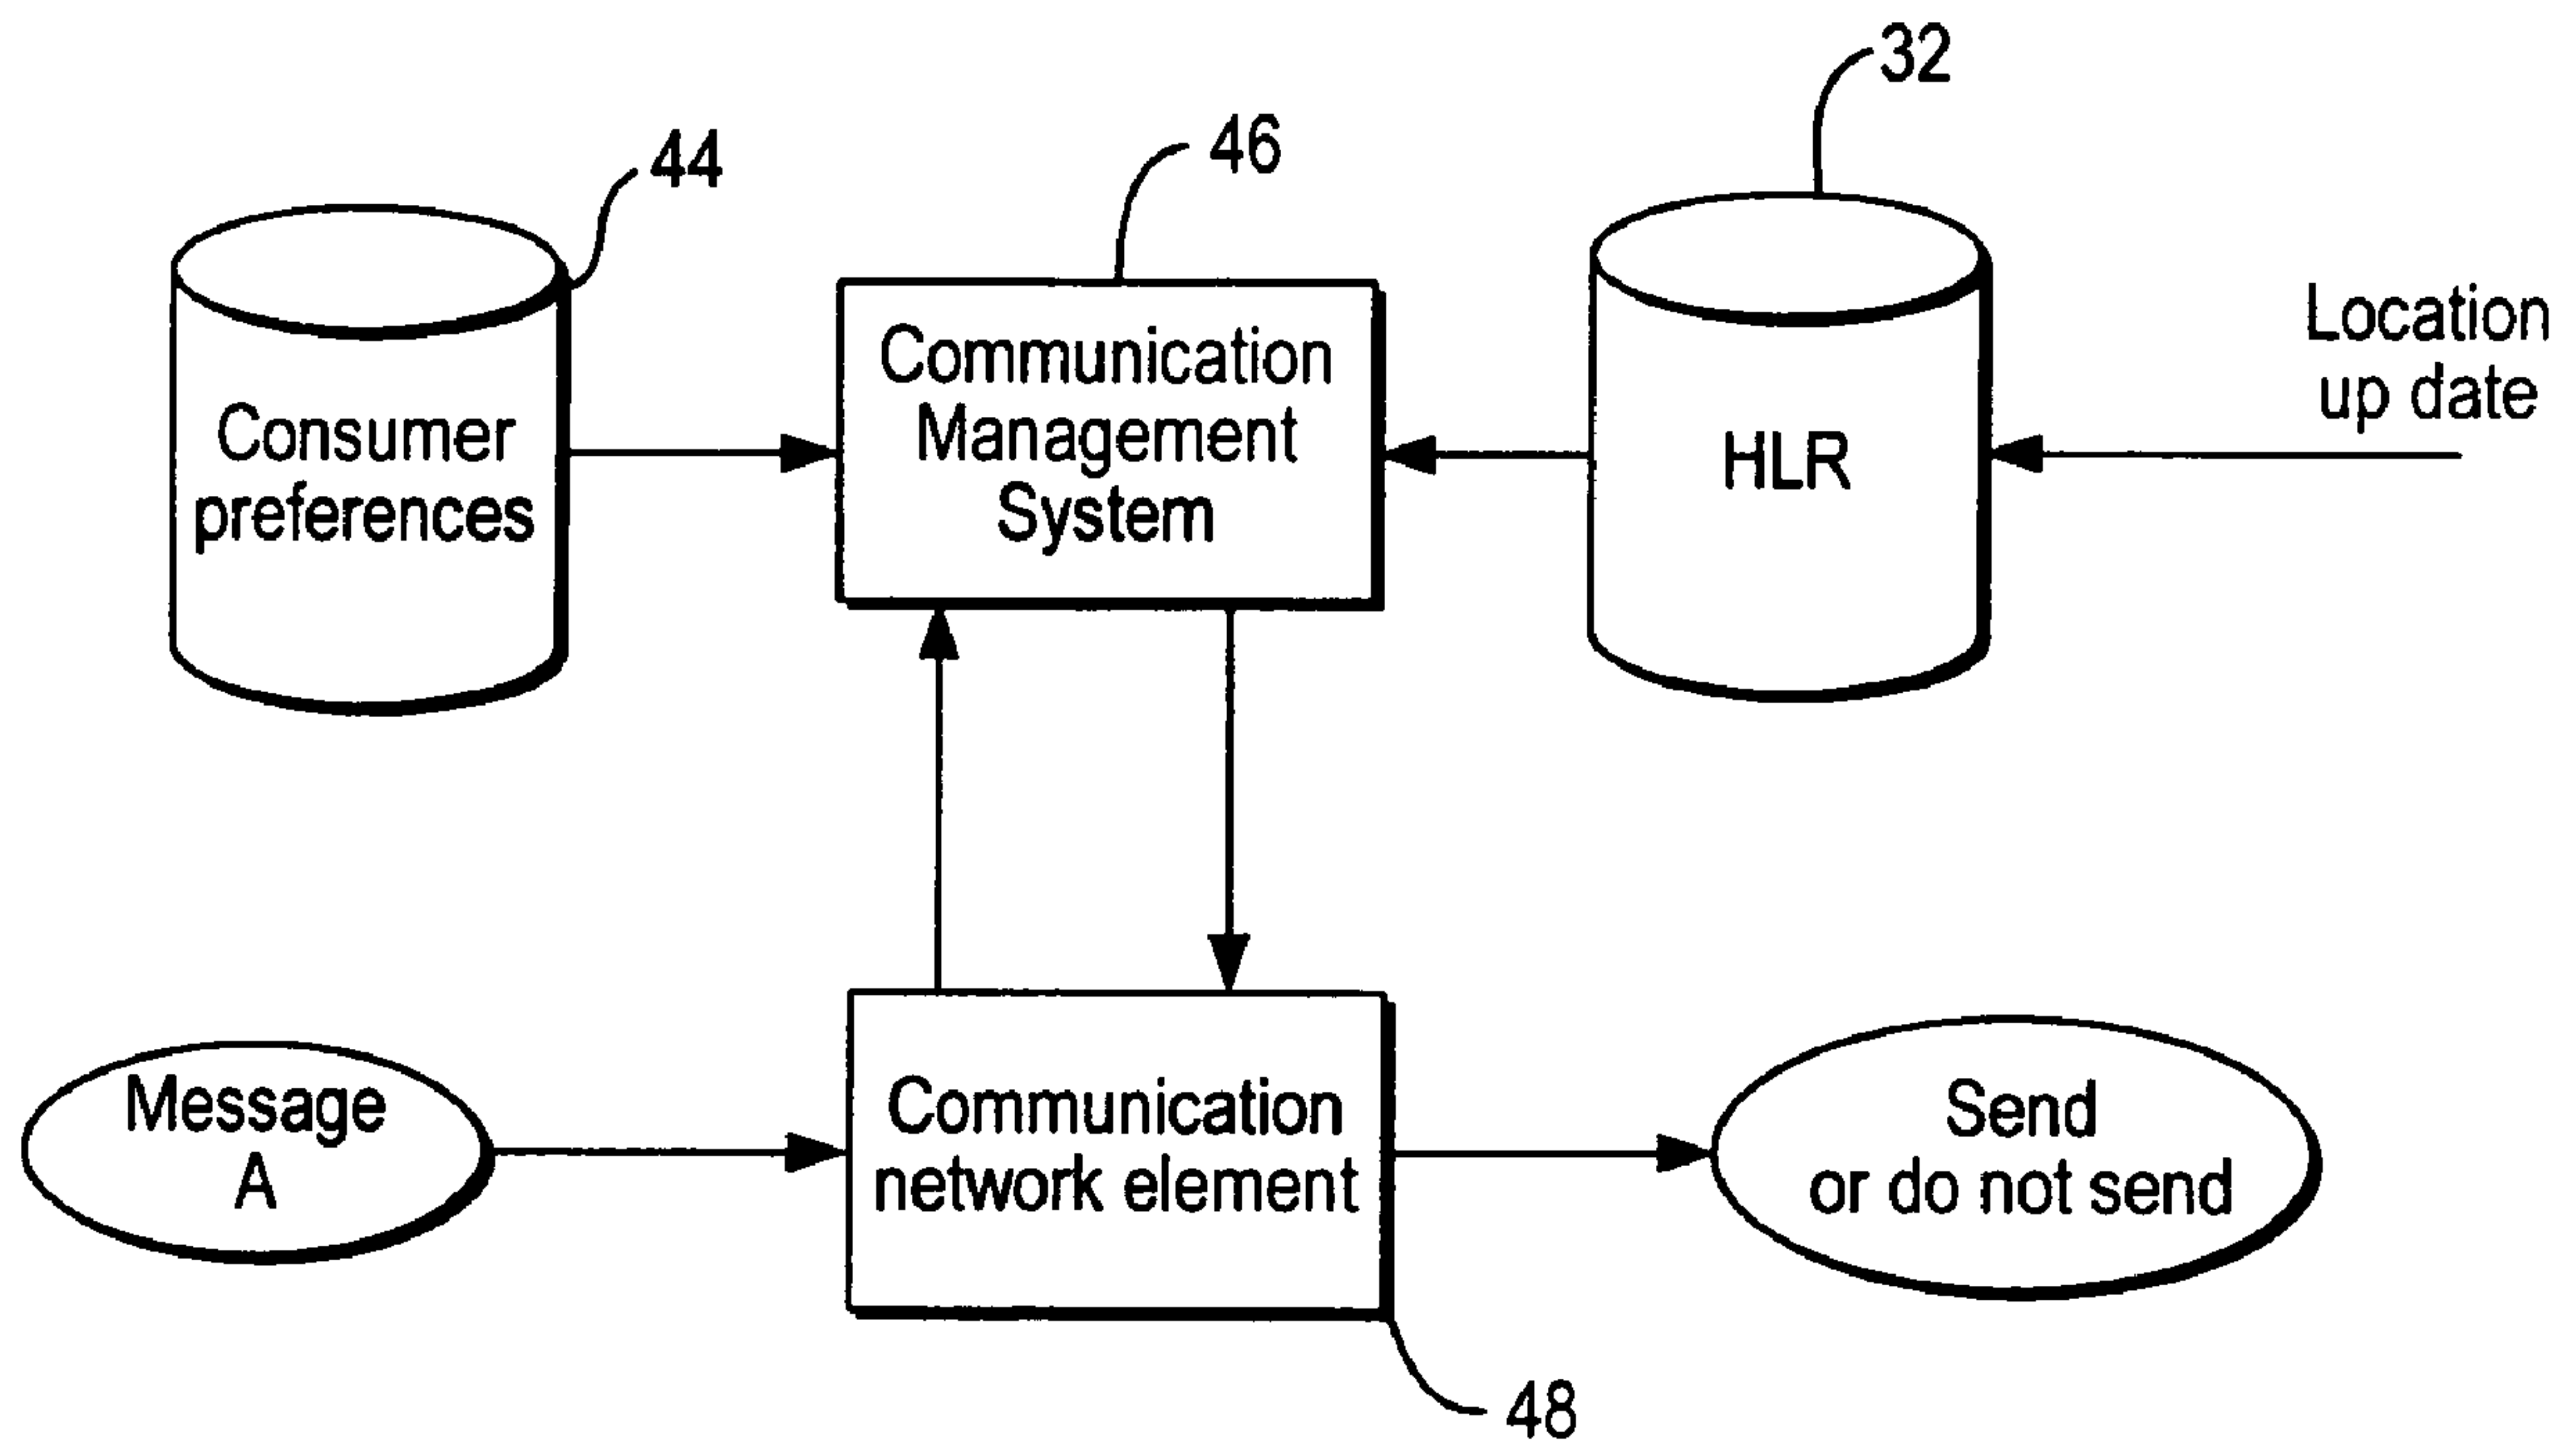 32
46
44
Location
up date
Communication
Management
System
Consumer
preferences
HLR
Message
A
Communication
network element
Send
or do not send
48